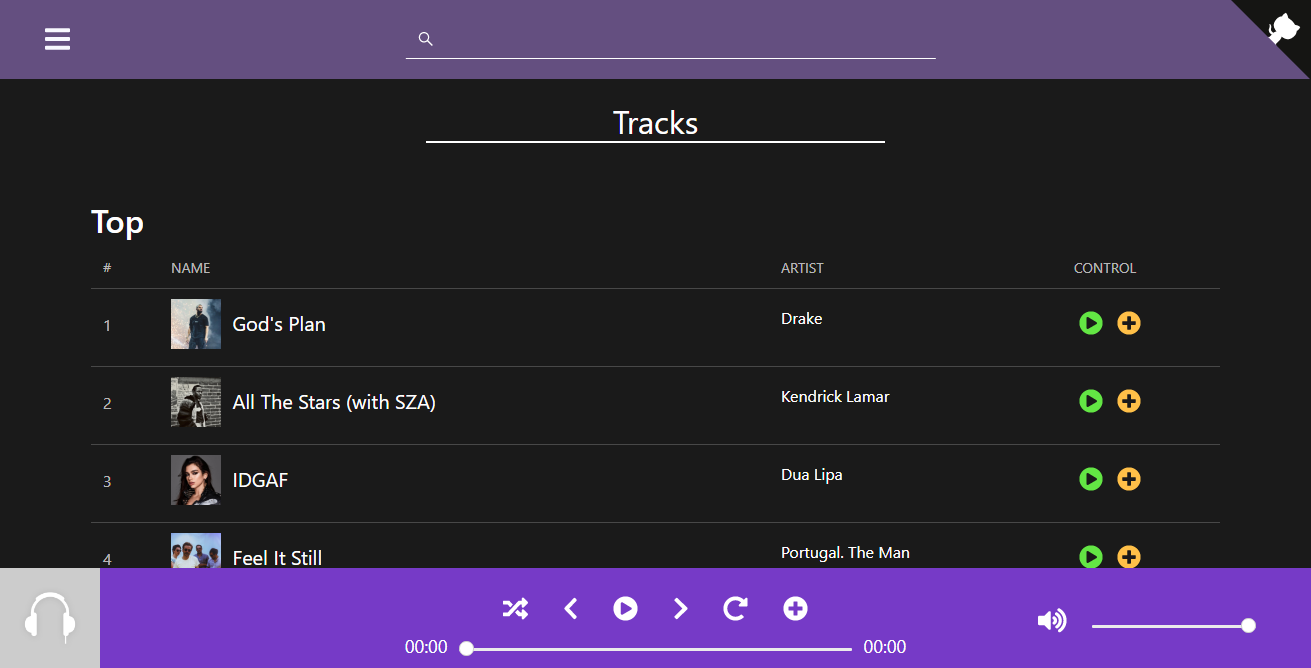 Tracks
Top
# NAME ARTIST CONTROL
1 God's Plan Drake
2 All The Stars (with SZA) Kendrick Lamar
3 IDGAF Dua Lipa
4 Feel It Still Portugal. The Man
00:00 00:00